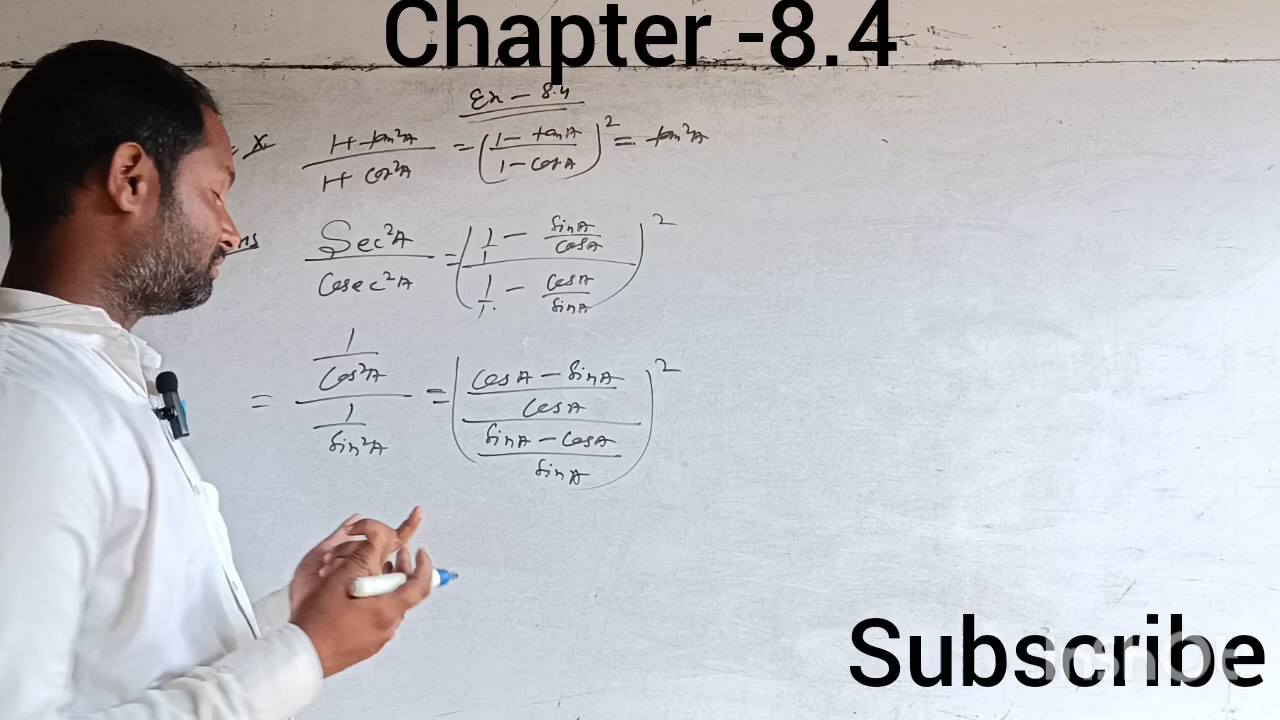 Chapter -8.4
Ex - 8.4
x 1+tan²A / 1+cot²A = (1 - tanA / 1 - cotA)² = tan²A
Ans Sec²A / Cosec²A = (1/1 - sinA/cosA / 1/1 - cosA/sinA)²
= 1/Cos²A / 1/Sin²A = (cosA - sinA / cosA / sinA - cosA / sinA)²
Subscribe